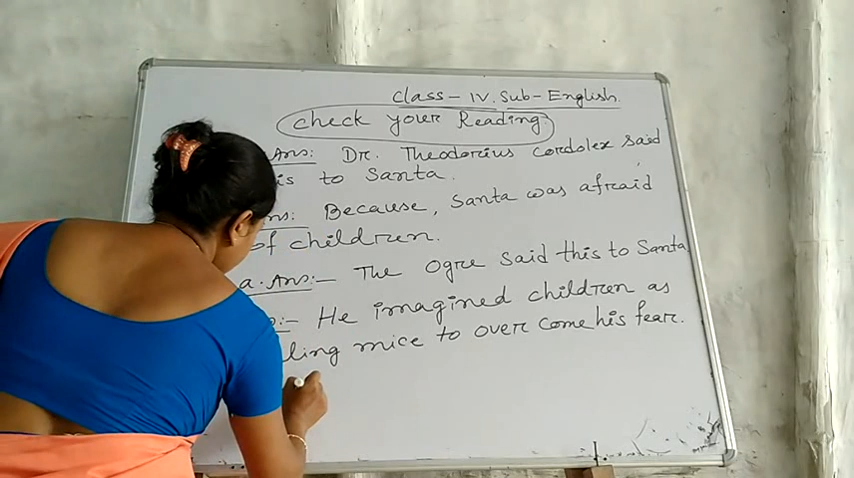 Class - IV. Sub - English.
Check your Reading
Ans: Dr. Theodorius Cordolex said
is to Santa.
ns: Because, Santa was afraid
of children.
a. Ans:- The Ogre said this to Santa
s:- He imagined children as
ling mice to over come his fear.